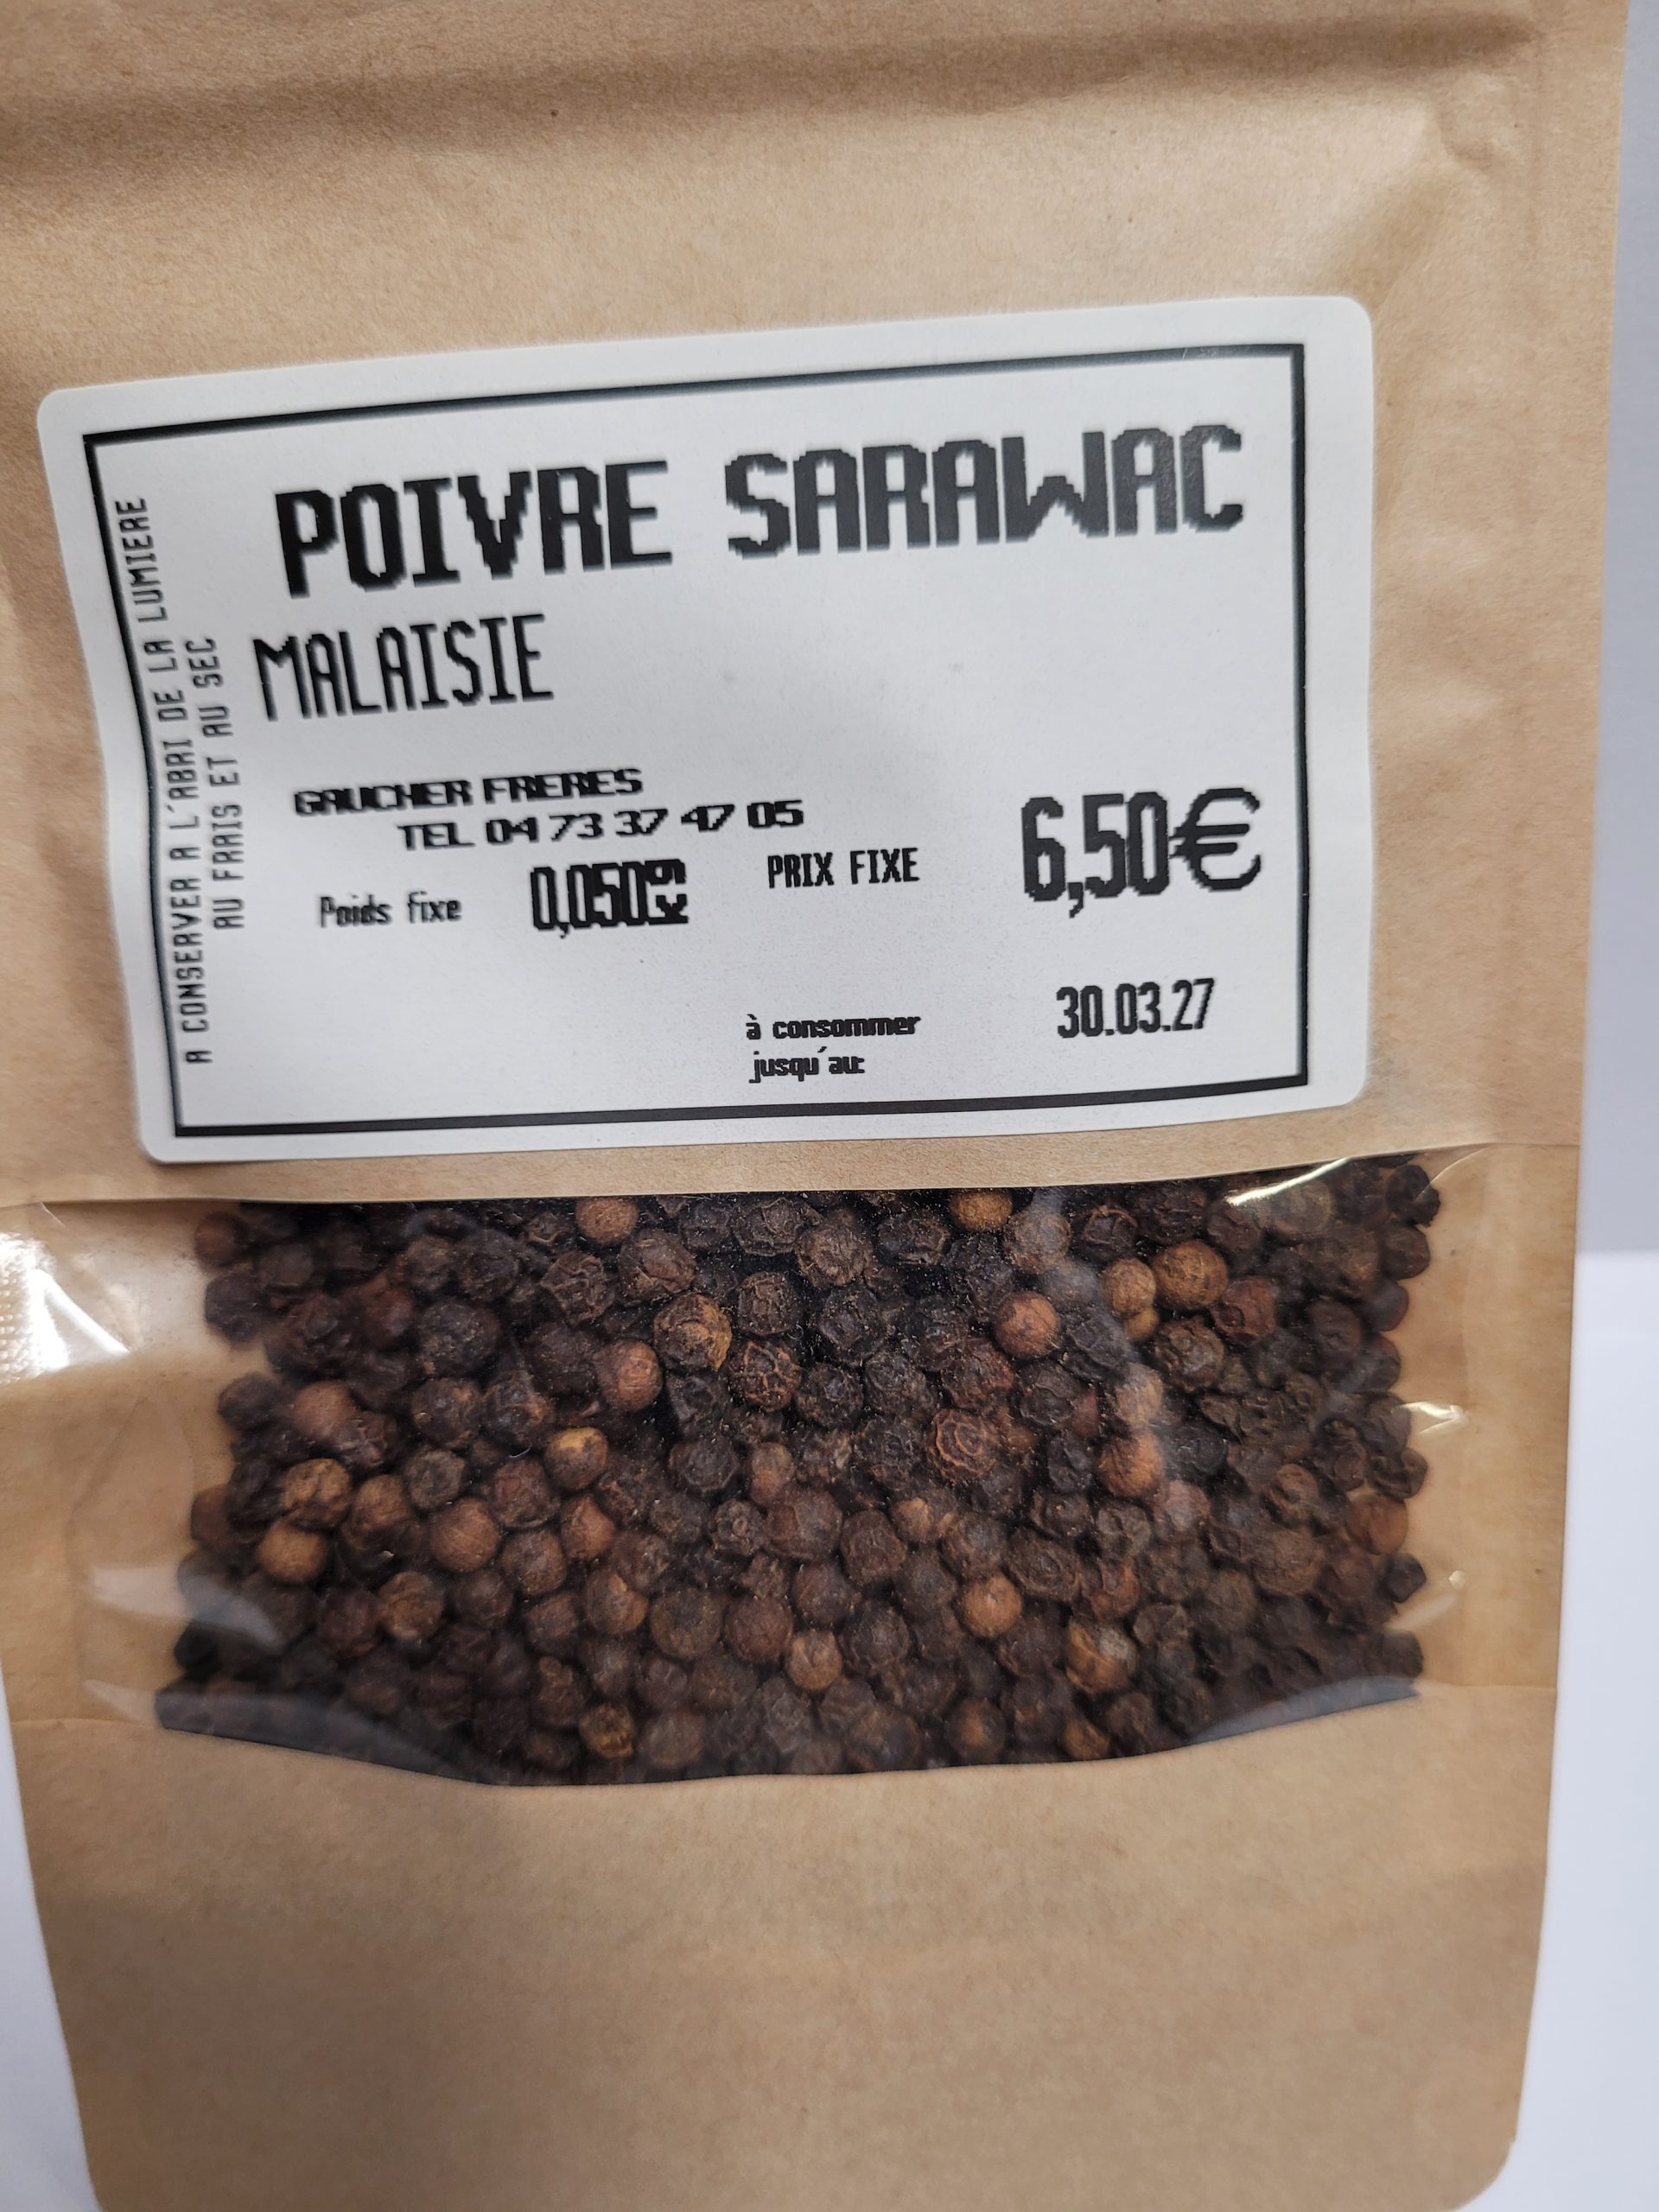 POIVRE SARAWAC
MALAISIE
GAUCHER FRERES
TEL 04 73 37 47 05
Poids fixe 0,050kg PRIX FIXE 6,50€
à consommer 30.03.27
jusqu'au:
A CONSERVER A L'ABRI DE LA LUMIERE
AU FRAIS ET AU SEC